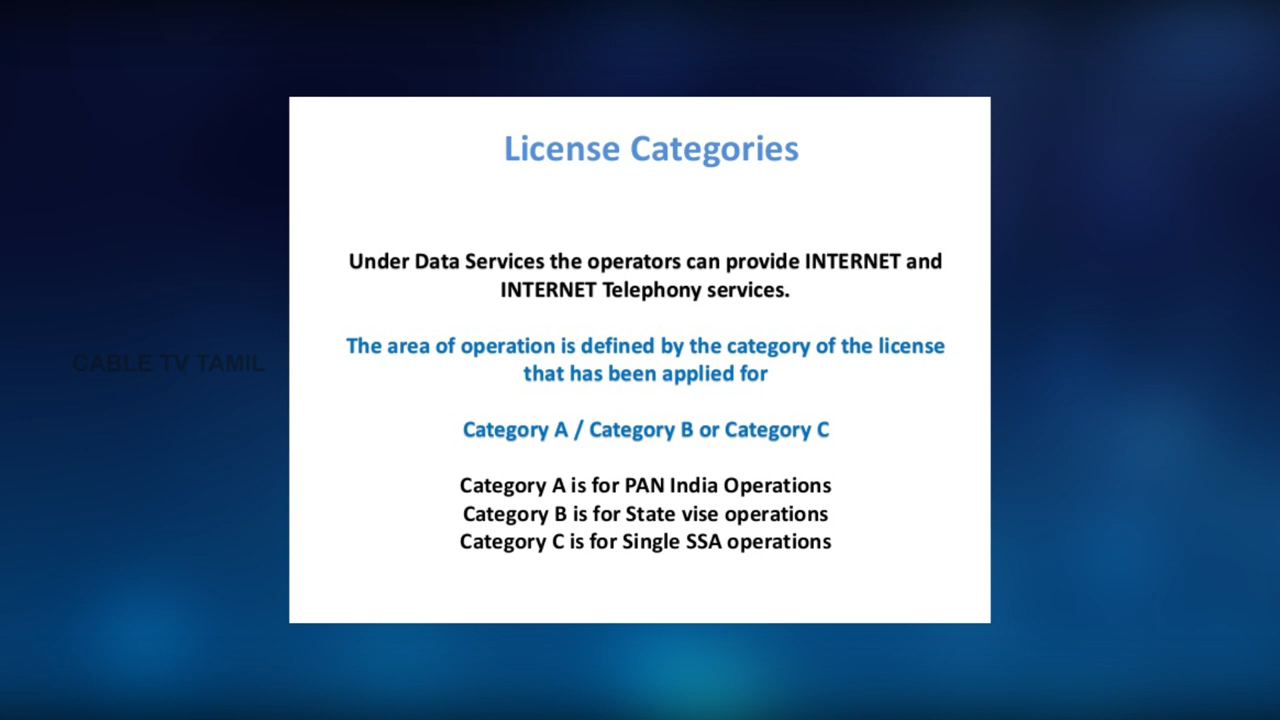 License Categories
Under Data Services the operators can provide INTERNET and
INTERNET Telephony services.
The area of operation is defined by the category of the license
that has been applied for
CABLE TV TAMIL
Category A / Category B or Category C
Category A is for PAN India Operations
Category B is for State vise operations
Category C is for Single SSA operations